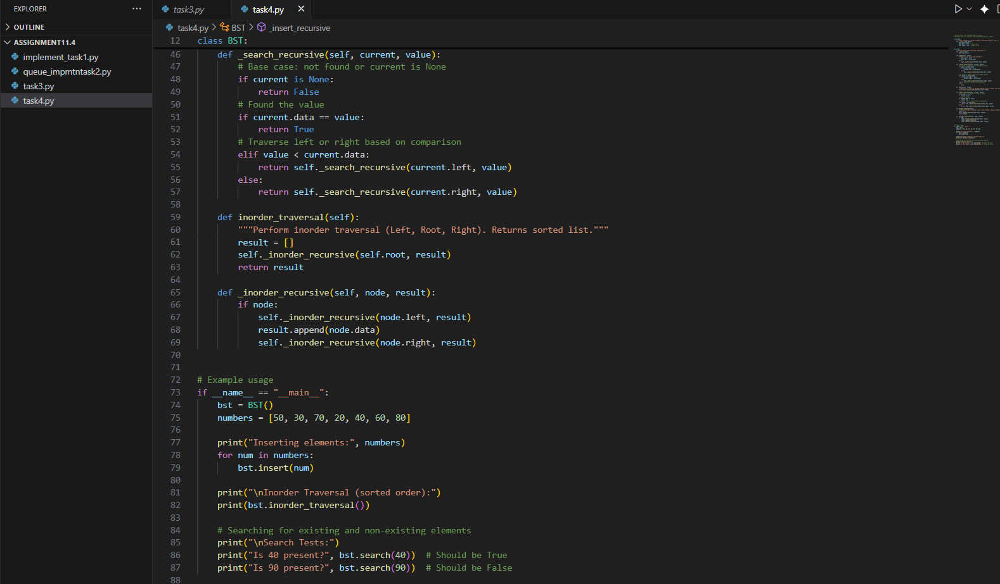 EXPLORER
OUTLINE
ASSIGNMENT11.4
implement_task1.py
queue_impmtntask2.py
task3.py
task4.py
task3.py
task4.py
task4.py > BST > _insert_recursive
12 class BST:
46 def _search_recursive(self, current, value):
47 # Base case: not found or current is None
48 if current is None:
49 return False
50 # Found the value
51 if current.data == value:
52 return True
53 # Traverse left or right based on comparison
54 elif value < current.data:
55 return self._search_recursive(current.left, value)
56 else:
57 return self._search_recursive(current.right, value)
58
59 def inorder_traversal(self):
60 """Perform inorder traversal (Left, Root, Right). Returns sorted list."""
61 result = []
62 self._inorder_recursive(self.root, result)
63 return result
64
65 def _inorder_recursive(self, node, result):
66 if node:
67 self._inorder_recursive(node.left, result)
68 result.append(node.data)
69 self._inorder_recursive(node.right, result)
70
71
72 # Example usage
73 if __name__ == "__main__":
74 bst = BST()
75 numbers = [50, 30, 70, 20, 40, 60, 80]
76
77 print("Inserting elements:", numbers)
78 for num in numbers:
79 bst.insert(num)
80
81 print("\nInorder Traversal (sorted order):")
82 print(bst.inorder_traversal())
83
84 # Searching for existing and non-existing elements
85 print("\nSearch Tests:")
86 print("Is 40 present?", bst.search(40)) # Should be True
87 print("Is 90 present?", bst.search(90)) # Should be False
88